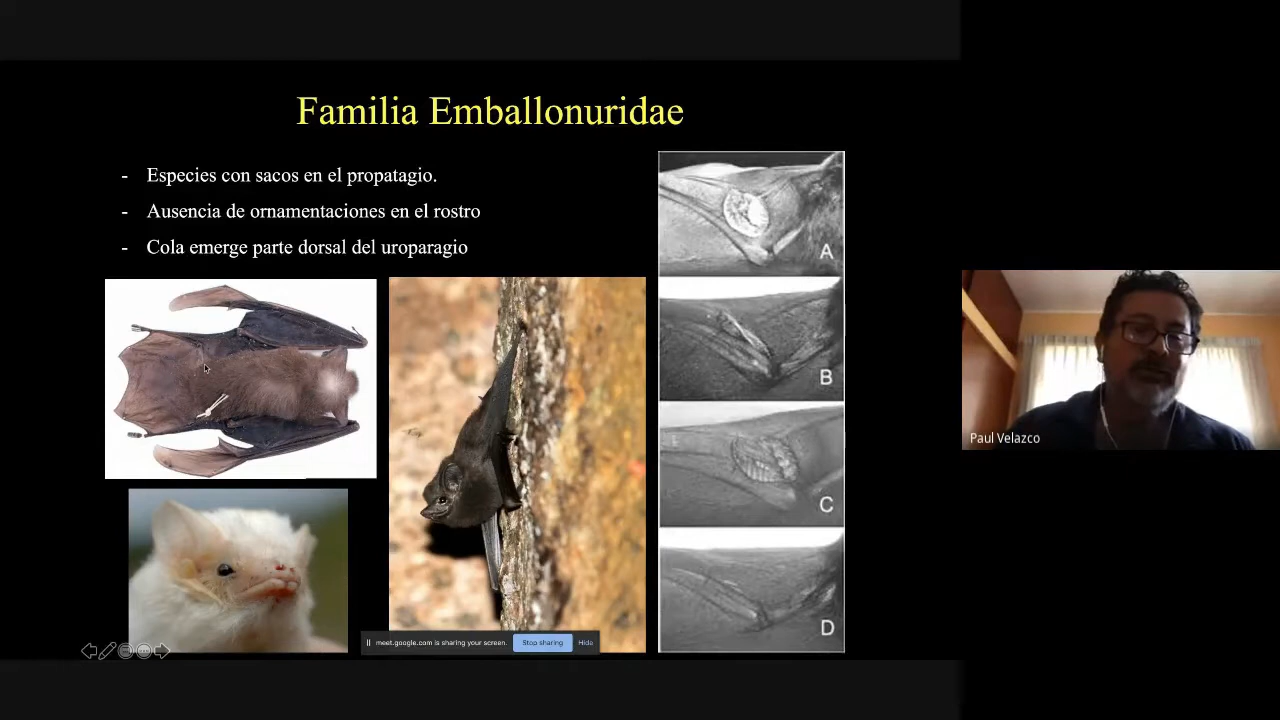 Familia Emballonuridae
- Especies con sacos en el propatagio.
- Ausencia de ornamentaciones en el rostro
- Cola emerge parte dorsal del uroparagio
A
B
C
D
Paul Velazco
meet.google.com is sharing your screen.
Stop sharing
Hide